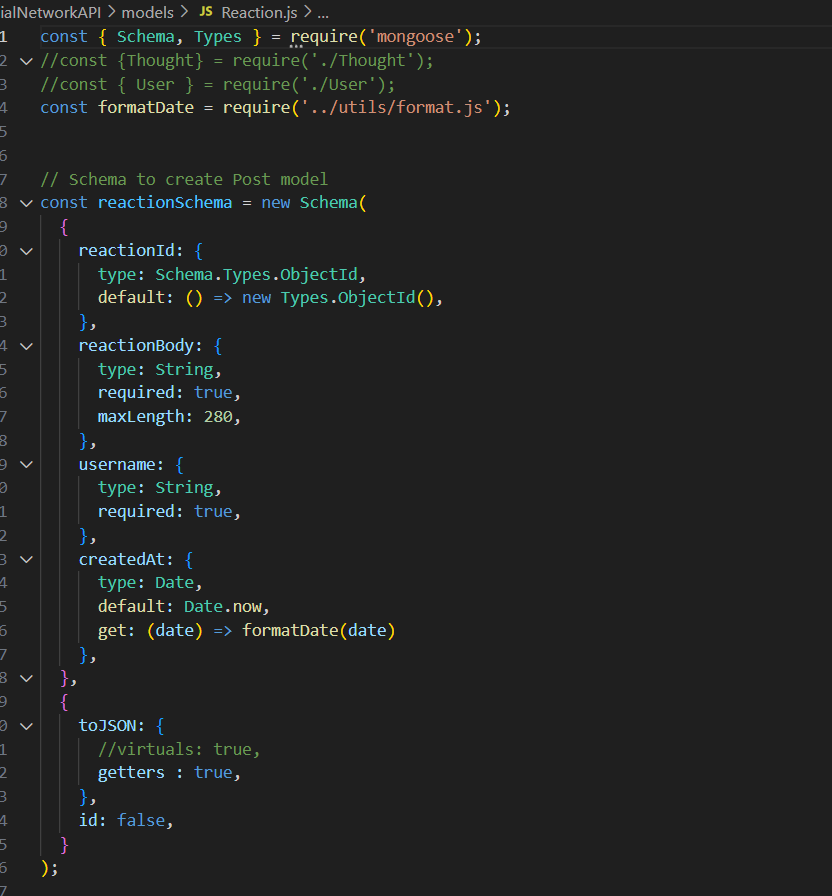 ialNetworkAPI > models > JS Reaction.js > ...
1 const { Schema, Types } = require('mongoose');
2 //const {Thought} = require('./Thought');
3 //const { User } = require('./User');
4 const formatDate = require('../utils/format.js');
5
6
7 // Schema to create Post model
8 const reactionSchema = new Schema(
9 {
0 reactionId: {
1 type: Schema.Types.ObjectId,
2 default: () => new Types.ObjectId(),
3 },
4 reactionBody: {
5 type: String,
6 required: true,
7 maxLength: 280,
8 },
9 username: {
0 type: String,
1 required: true,
2 },
3 createdAt: {
4 type: Date,
5 default: Date.now,
6 get: (date) => formatDate(date)
7 },
8 },
9 {
0 toJSON: {
1 //virtuals: true,
2 getters : true,
3 },
4 id: false,
5 }
6 );
7